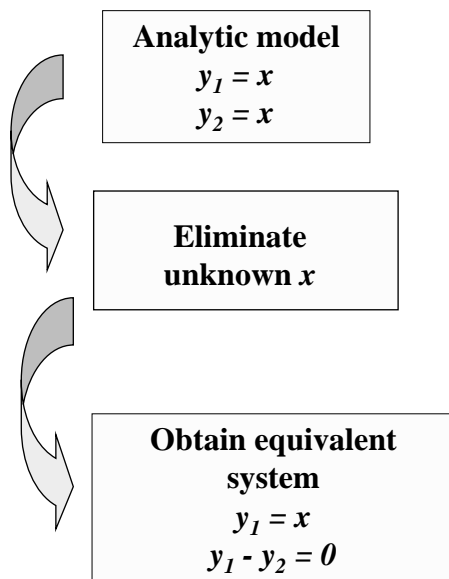 Analytic model
y₁ = x
y₂ = x
Eliminate
unknown x
Obtain equivalent
system
y₁ = x
y₁ - y₂ = 0